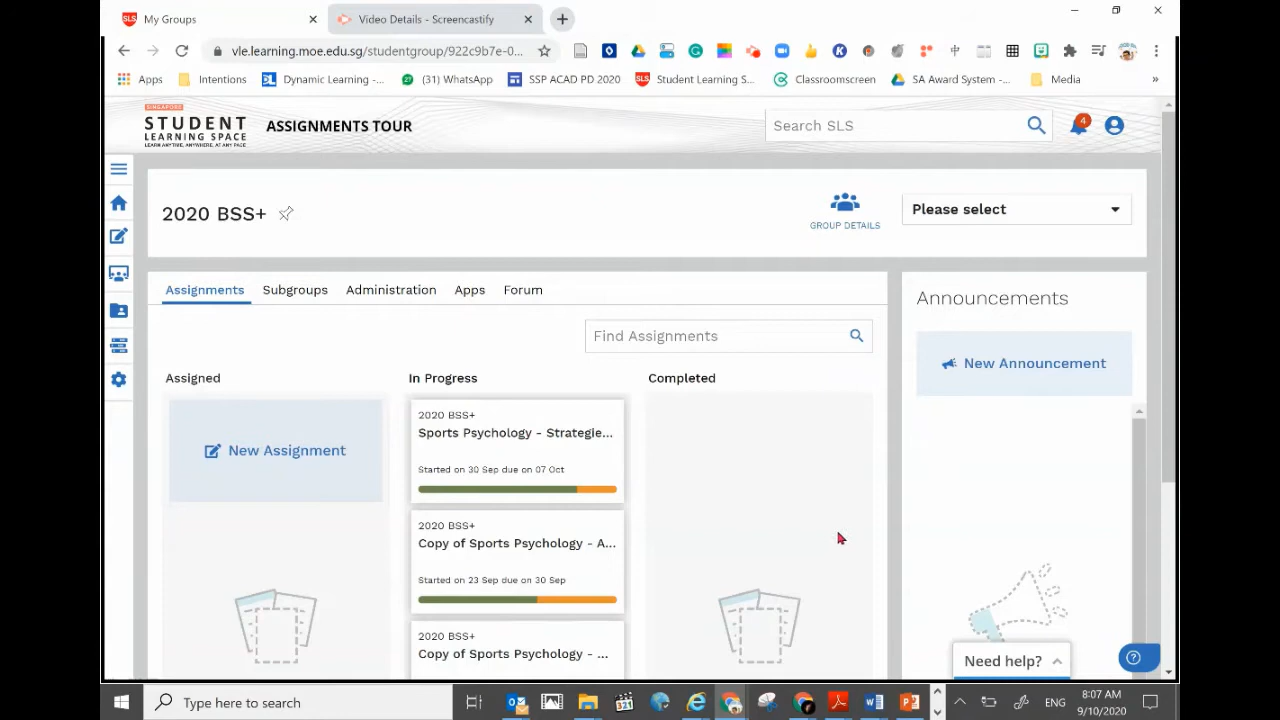 My Groups
Video Details - Screencastify
vle.learning.moe.edu.sg/studentgroup/922c9b7e-0...
Apps
Intentions
Dynamic Learning -...
(31) WhatsApp
SSP ACAD PD 2020
Student Learning S...
Classroomscreen
SA Award System -...
Media
SINGAPORE
STUDENT
LEARNING SPACE
LEARN ANYTIME, ANYWHERE, AT ANY PACE
ASSIGNMENTS TOUR
Search SLS
4
2020 BSS+
GROUP DETAILS
Please select
Assignments
Subgroups
Administration
Apps
Forum
Announcements
Find Assignments
New Announcement
Assigned
In Progress
Completed
New Assignment
2020 BSS+
Sports Psychology - Strategie...
Started on 30 Sep due on 07 Oct
2020 BSS+
Copy of Sports Psychology - A...
Started on 23 Sep due on 30 Sep
2020 BSS+
Copy of Sports Psychology - ...
Need help?
Type here to search
ENG
8:07 AM
9/10/2020